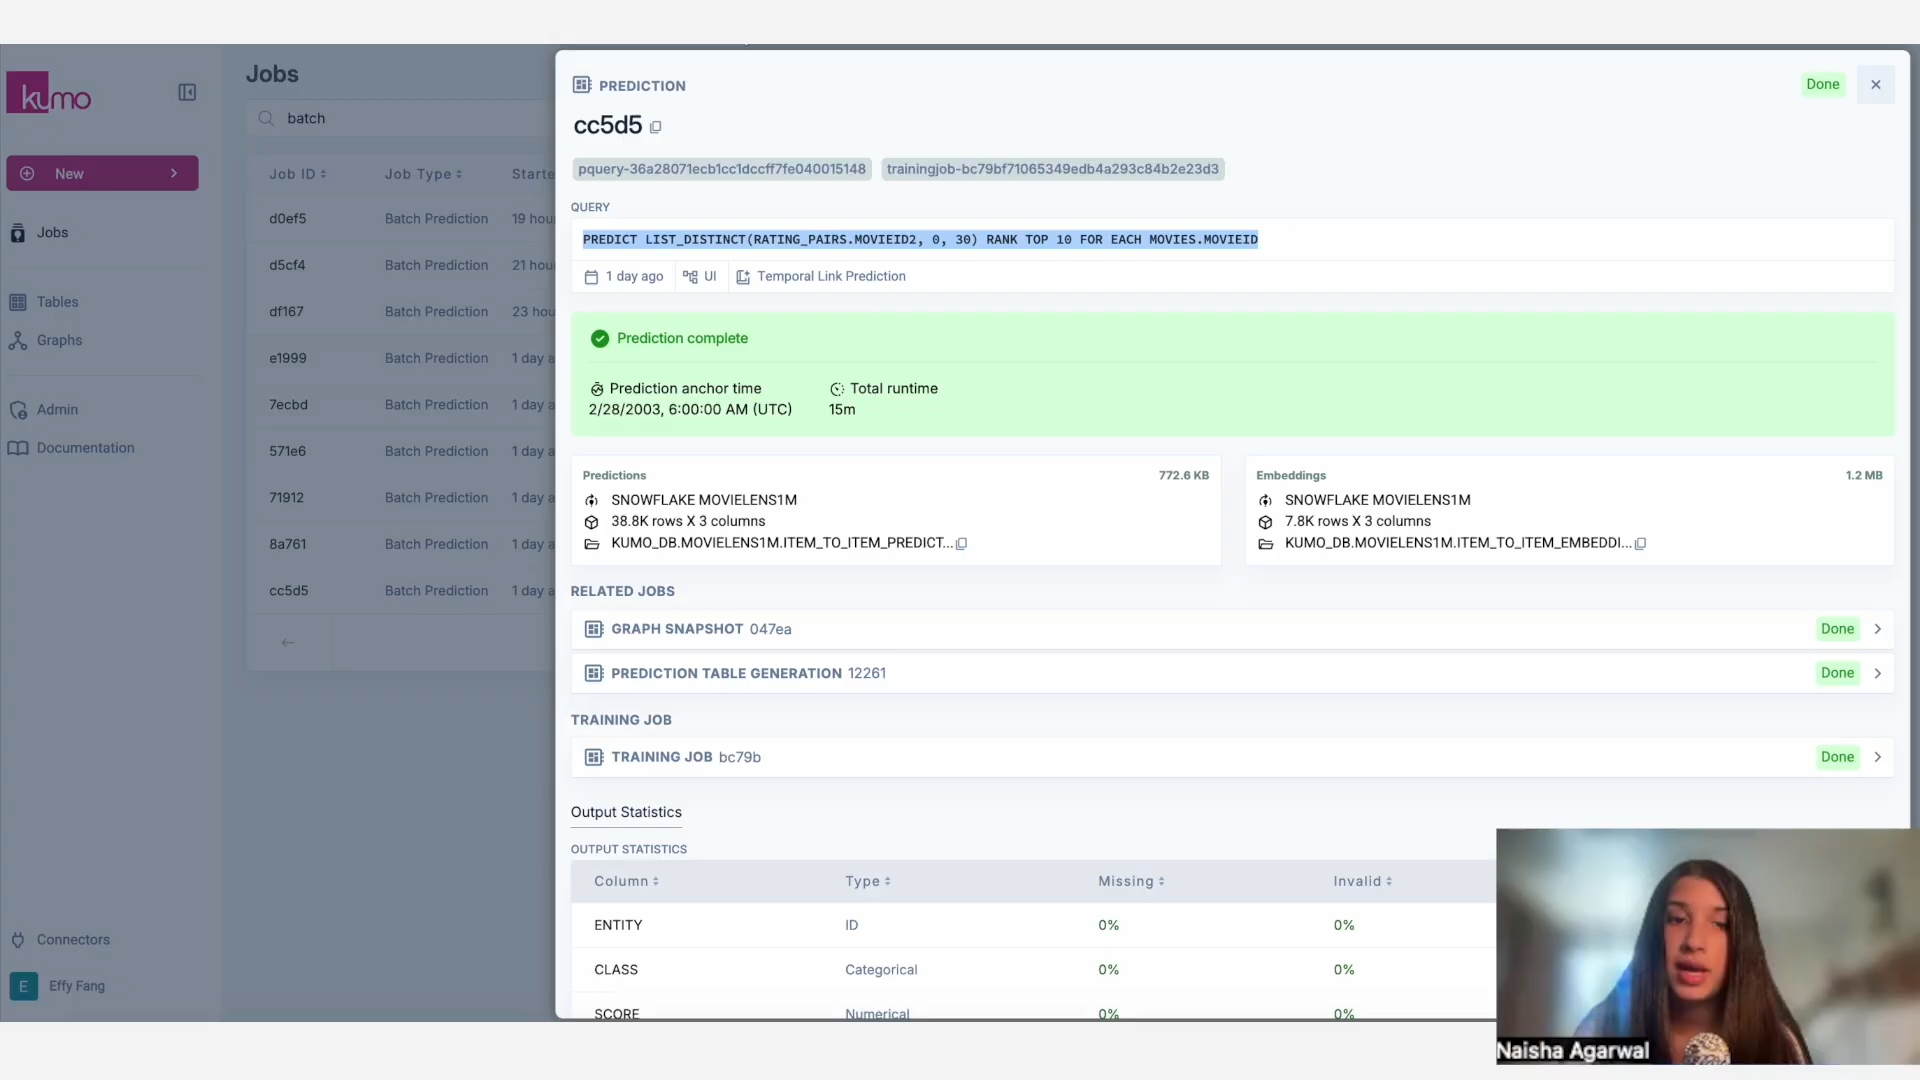 kumo
New
Jobs
Tables
Graphs
Admin
Documentation
Connectors
E
Effy Fang
Jobs
batch
Job ID Job Type Starte
d0ef5 Batch Prediction 19 hou
d5cf4 Batch Prediction 21 hou
df167 Batch Prediction 23 hou
e1999 Batch Prediction 1 day a
7ecbd Batch Prediction 1 day a
571e6 Batch Prediction 1 day a
71912 Batch Prediction 1 day a
8a761 Batch Prediction 1 day a
cc5d5 Batch Prediction 1 day a
PREDICTION
Done
cc5d5
pquery-36a28071ecb1cc1dccff7fe040015148 trainingjob-bc79bf71065349edb4a293c84b2e23d3
QUERY
PREDICT LIST_DISTINCT(RATING_PAIRS.MOVIEID2, 0, 30) RANK TOP 10 FOR EACH MOVIES.MOVIEID
1 day ago UI Temporal Link Prediction
Prediction complete
Prediction anchor time Total runtime
2/28/2003, 6:00:00 AM (UTC) 15m
Predictions 772.6 KB
SNOWFLAKE MOVIELENS1M
38.8K rows X 3 columns
KUMO_DB.MOVIELENS1M.ITEM_TO_ITEM_PREDICT...
Embeddings 1.2 MB
SNOWFLAKE MOVIELENS1M
7.8K rows X 3 columns
KUMO_DB.MOVIELENS1M.ITEM_TO_ITEM_EMBEDDI...
RELATED JOBS
GRAPH SNAPSHOT 047ea Done
PREDICTION TABLE GENERATION 12261 Done
TRAINING JOB
TRAINING JOB bc79b Done
Output Statistics
OUTPUT STATISTICS
Column Type Missing Invalid
ENTITY ID 0% 0%
CLASS Categorical 0% 0%
SCORE Numerical 0% 0%
Naisha Agarwal